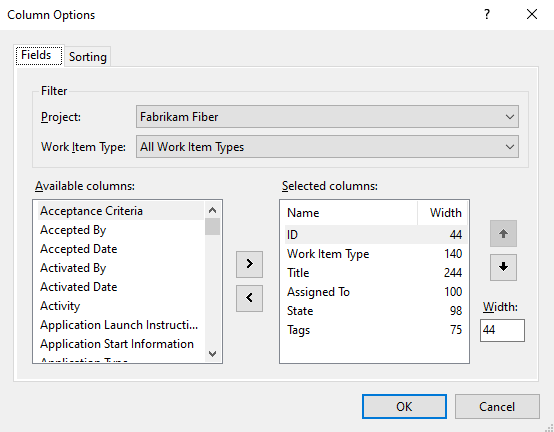 Column Options
Fields
Sorting
Filter
Project:
Fabrikam Fiber
Work Item Type:
All Work Item Types
Available columns:
Acceptance Criteria
Accepted By
Accepted Date
Activated By
Activated Date
Activity
Application Launch Instructi...
Application Start Information
Application Type
Selected columns:
Name Width
ID 44
Work Item Type 140
Title 244
Assigned To 100
State 98
Tags 75
Width:
44
OK
Cancel